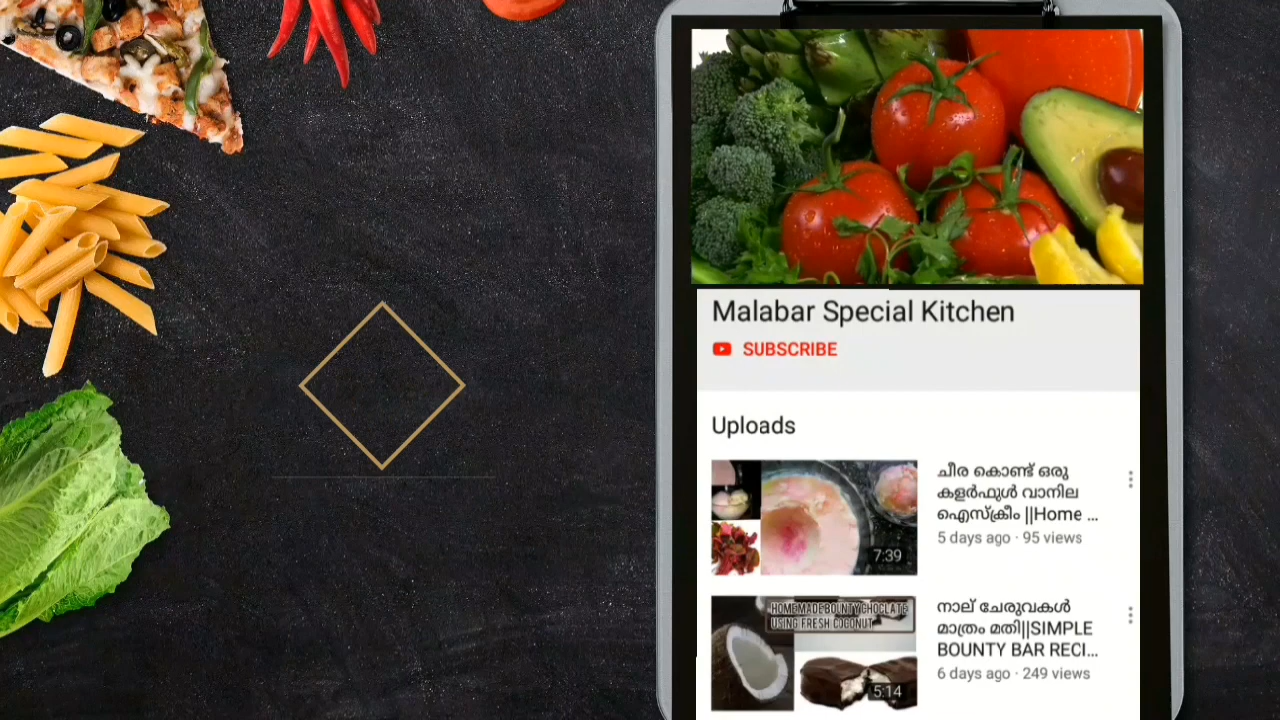 Malabar Special Kitchen
SUBSCRIBE
Uploads
ചീര കൊണ്ട് ഒരു
കളർഫുൾ വാനില
ഐസ്ക്രീം ||Home ...
5 days ago · 95 views
7:39
HOME MADE BOUNTY CHOCLATE
USING FRESH COCONUT
നാല് ചേരുവകൾ
മാത്രം മതി||SIMPLE
BOUNTY BAR RECI...
6 days ago · 249 views
5:14